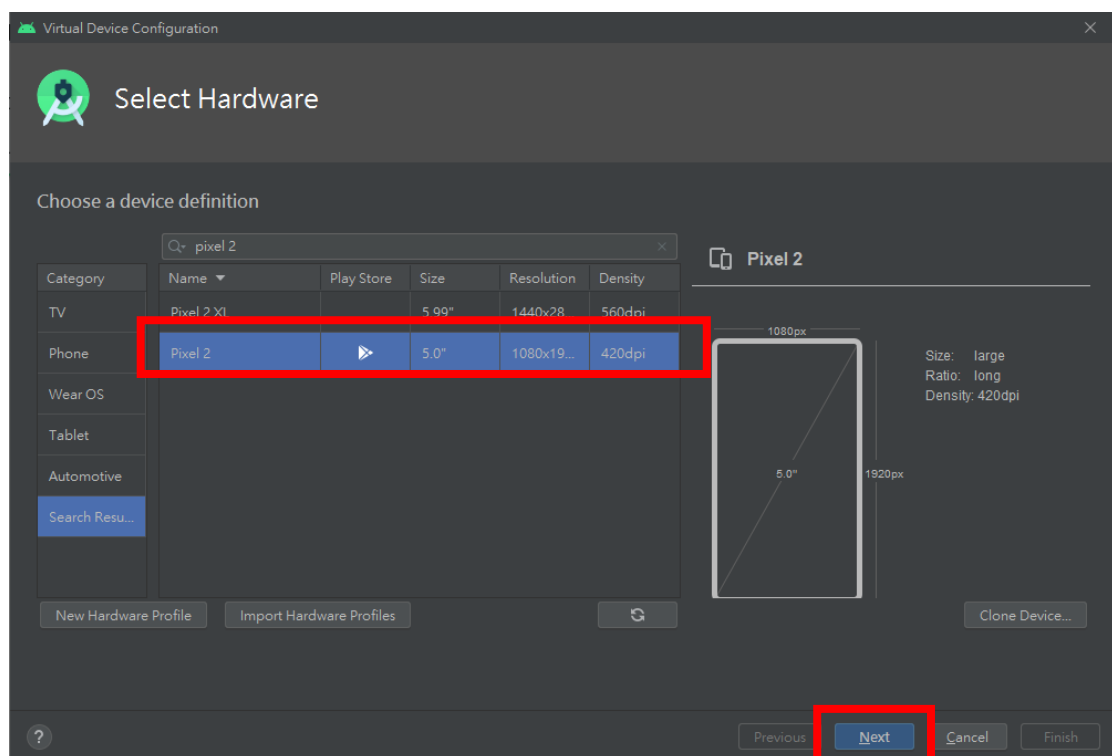 Virtual Device Configuration
Select Hardware
Choose a device definition
pixel 2
Category
Name Play Store Size Resolution Density
TV
Phone
Wear OS
Tablet
Automotive
Search Resu...
Pixel 2 XL 5.99" 1440x28... 560dpi
Pixel 2 5.0" 1080x19... 420dpi
New Hardware Profile
Import Hardware Profiles
Pixel 2
1080px
5.0"
1920px
Size: large
Ratio: long
Density: 420dpi
Clone Device...
?
Previous
Next
Cancel
Finish